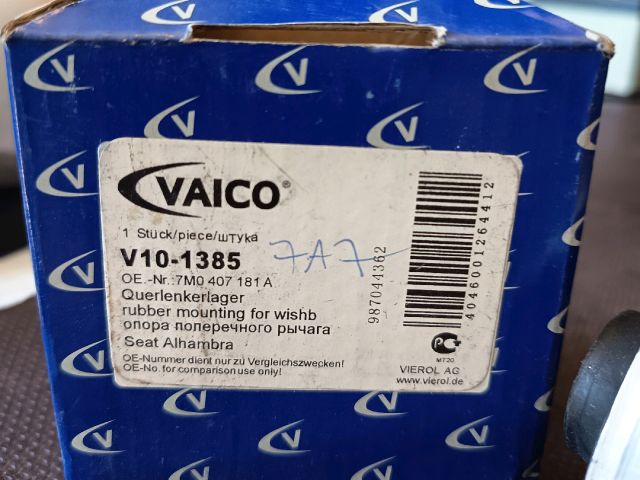 VAICO®
1 Stück/piece/штука
V10-1385
7A7
OE.-Nr.:7M0 407 181 A
Querlenkerlager
rubber mounting for wishb
опора поперечного рычага
Seat Alhambra
OE-Nummer dient nur zu Vergleichszwecken!
OE-No. for comparison use only!
987044362
4046001264412
PC
MT20
VIEROL AG
www.vierol.de